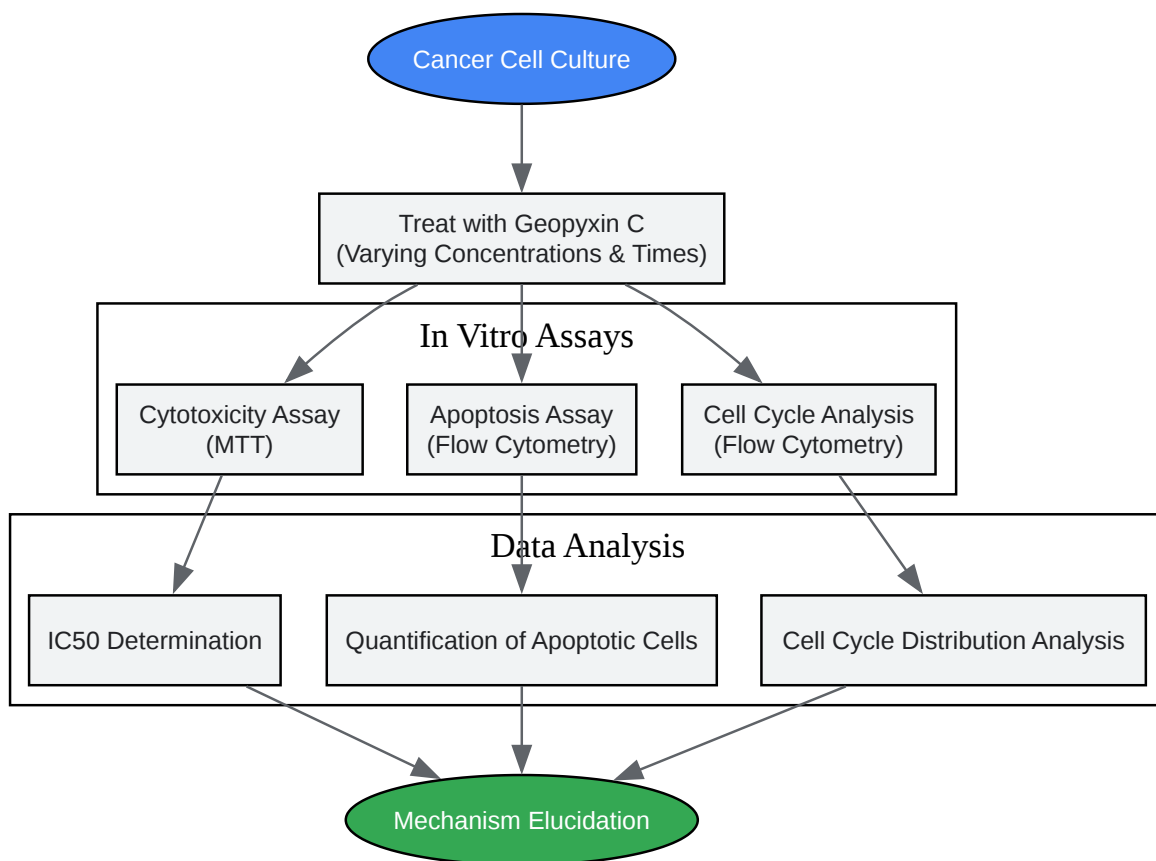 Cancer Cell Culture
Treat with Geopyxin C
(Varying Concentrations & Times)
In Vitro Assays
Cytotoxicity Assay
(MTT)
Apoptosis Assay
(Flow Cytometry)
Cell Cycle Analysis
(Flow Cytometry)
Data Analysis
IC50 Determination
Quantification of Apoptotic Cells
Cell Cycle Distribution Analysis
Mechanism Elucidation